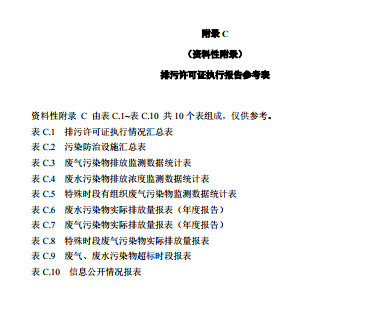 附录 C
（资料性附录）
排污许可证执行报告参考表
资料性附录 C 由表 C.1~表 C.10 共 10 个表组成，仅供参考。
表 C.1 排污许可证执行情况汇总表
表 C.2 污染防治设施汇总表
表 C.3 废气污染物排放监测数据统计表
表 C.4 废水污染物排放浓度监测数据统计表
表 C.5 特殊时段有组织废气污染物监测数据统计表
表 C.6 废水污染物实际排放量报表（年度报告）
表 C.7 废气污染物实际排放量报表（年度报告）
表 C.8 特殊时段废气污染物实际排放量报表
表 C.9 废气、废水污染物超标时段报表
表 C.10 信息公开情况报表